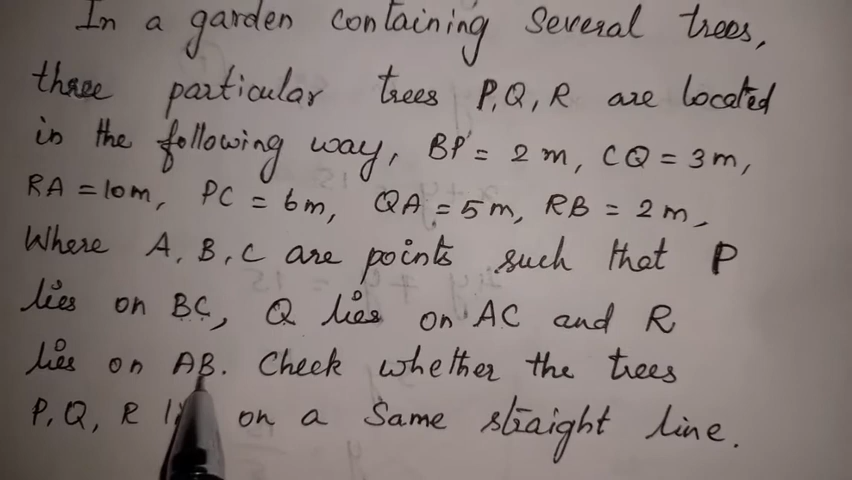 In a garden containing several trees,
three particular trees P, Q, R are located
in the following way, BP = 2 m, CQ = 3 m,
RA = 10 m, PC = 6 m, QA = 5 m, RB = 2 m,
Where A, B, C are points such that P
lies on BC, Q lies on AC and R
lies on AB. Check whether the trees
P, Q, R on a same straight line.